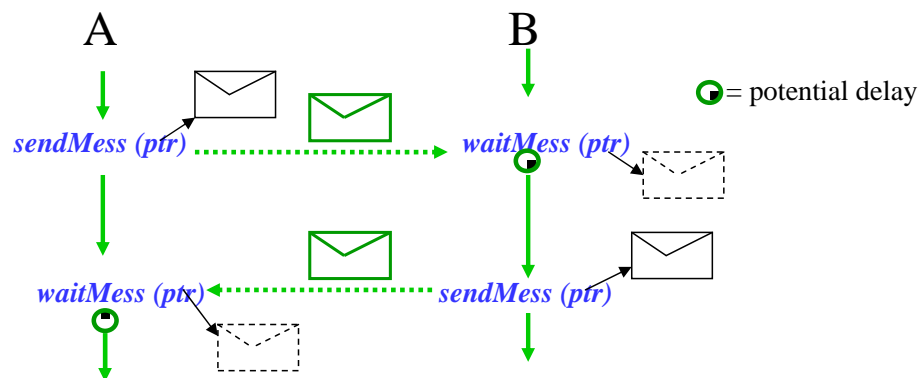 A
B
= potential delay
sendMess (ptr)
waitMess (ptr)
waitMess (ptr)
sendMess (ptr)